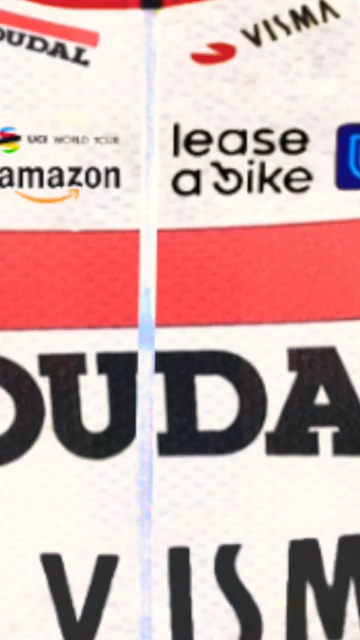 OUDAL
VISMA
UCI WORLD TOUR
amazon
lease
a bike
OUDA
VISM